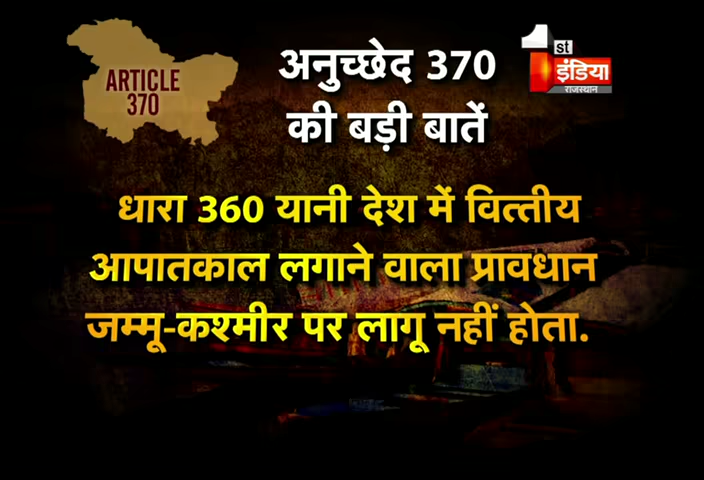 ARTICLE
370
अनुच्छेद 370
की बड़ी बातें
1st
इंडिया
राजस्थान
धारा 360 यानी देश में वित्तीय
आपातकाल लगाने वाला प्रावधान
जम्मू-कश्मीर पर लागू नहीं होता.